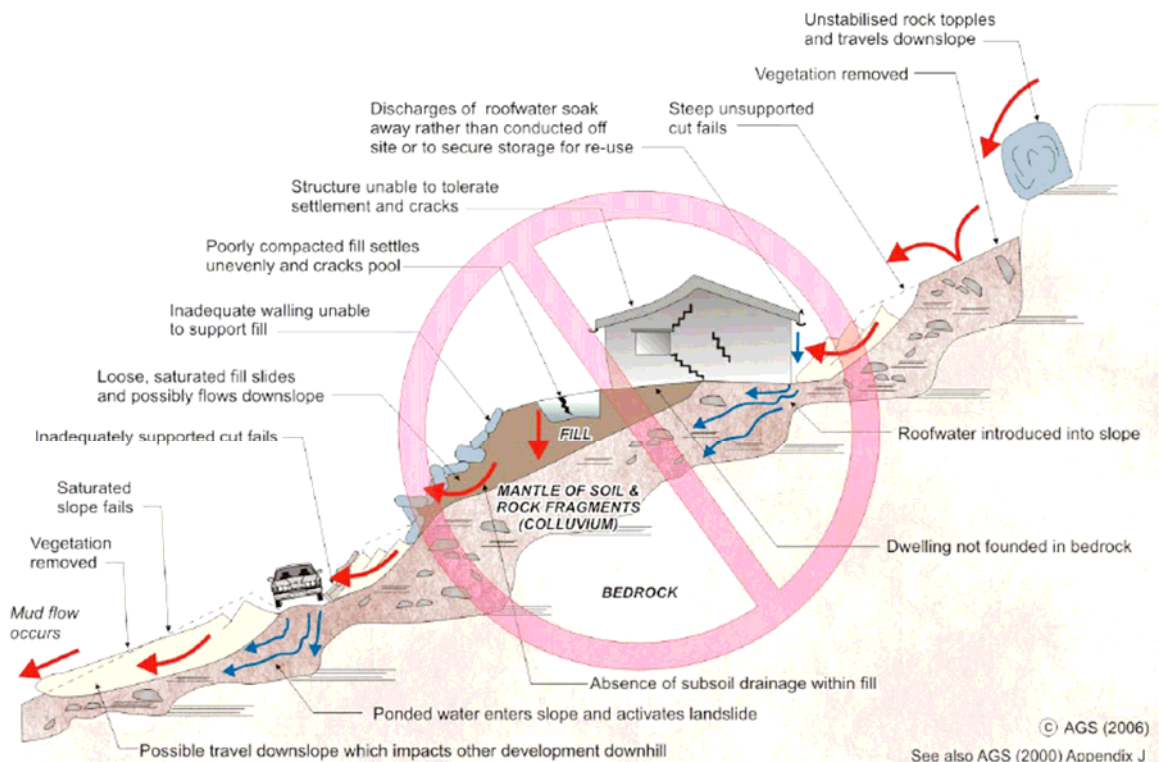 Unstabilised rock topples
and travels downslope
Vegetation removed
Steep unsupported
cut fails
Discharges of roofwater soak
away rather than conducted off
site or to secure storage for re-use
Structure unable to tolerate
settlement and cracks
Poorly compacted fill settles
unevenly and cracks pool
Inadequate walling unable
to support fill
Loose, saturated fill slides
and possibly flows downslope
Inadequately supported cut fails
Saturated
slope fails
Vegetation
removed
Mud flow
occurs
FILL
MANTLE OF SOIL &
ROCK FRAGMENTS
(COLLUVIUM)
BEDROCK
Roofwater introduced into slope
Dwelling not founded in bedrock
Absence of subsoil drainage within fill
Ponded water enters slope and activates landslide
Possible travel downslope which impacts other development downhill
© AGS (2006)
See also AGS (2000) Appendix J